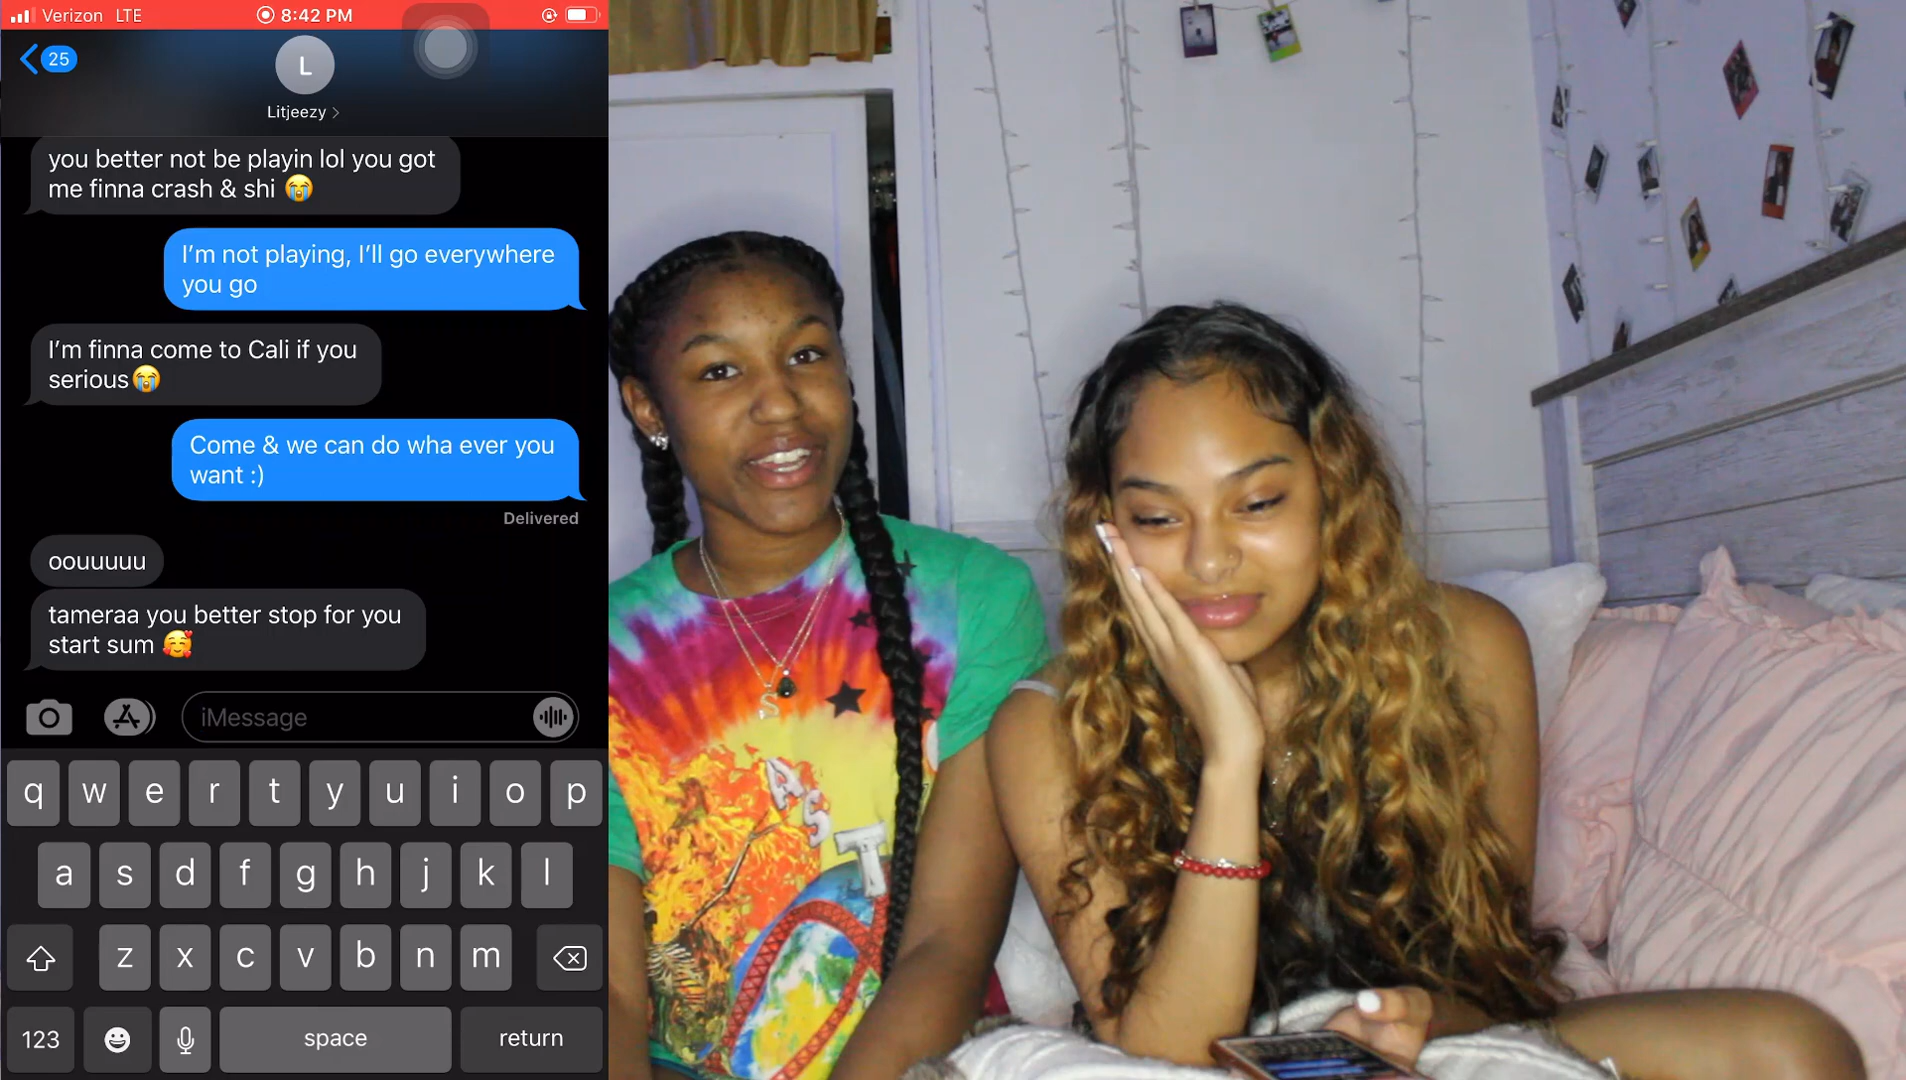 Verizon LTE 8:42 PM
25
L
Litjeezy
you better not be playin lol you got
me finna crash & shi 😭
I'm not playing, I'll go everywhere
you go
I'm finna come to Cali if you
serious😭
Come & we can do wha ever you
want :)
Delivered
oouuuuu
tameraa you better stop for you
start sum 🥰
iMessage
q w e r t y u i o p
a s d f g h j k l
z x c v b n m
123 space return
S
AST